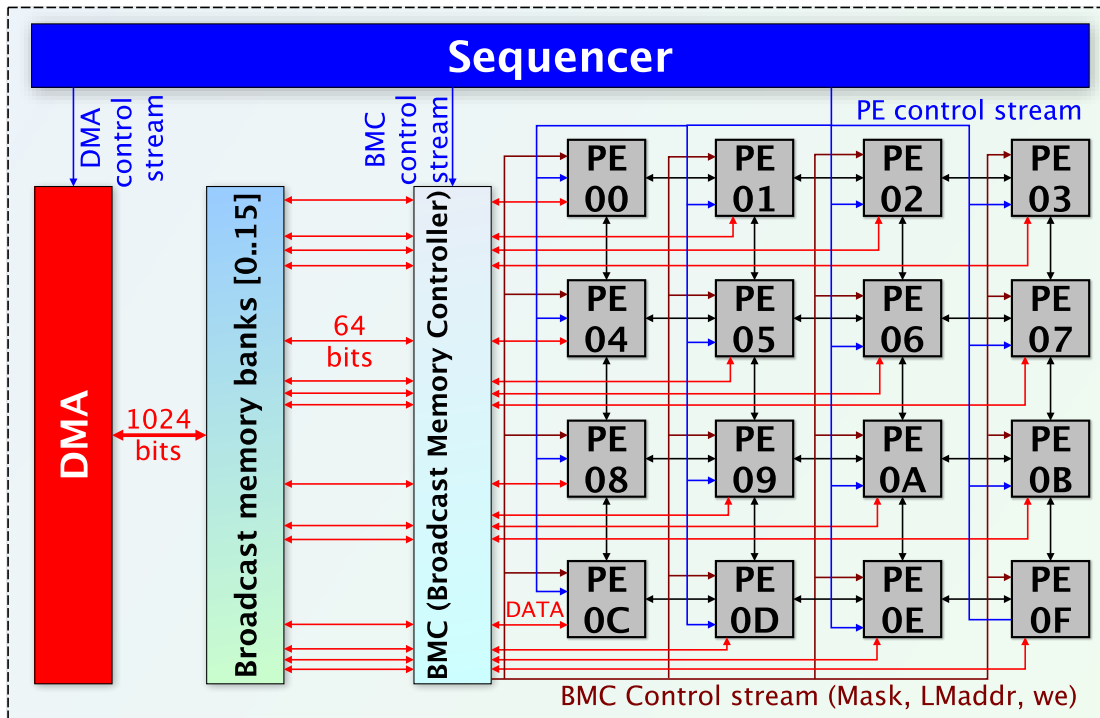 Sequencer
DMA
control
stream
BMC
control
stream
PE control stream
PE
00
PE
01
PE
02
PE
03
PE
04
PE
05
PE
06
PE
07
PE
08
PE
09
PE
0A
PE
0B
PE
0C
PE
0D
PE
0E
PE
0F
DMA
1024
bits
Broadcast memory banks [0..15]
64
bits
BMC (Broadcast Memory Controller)
DATA
BMC Control stream (Mask, LMaddr, we)